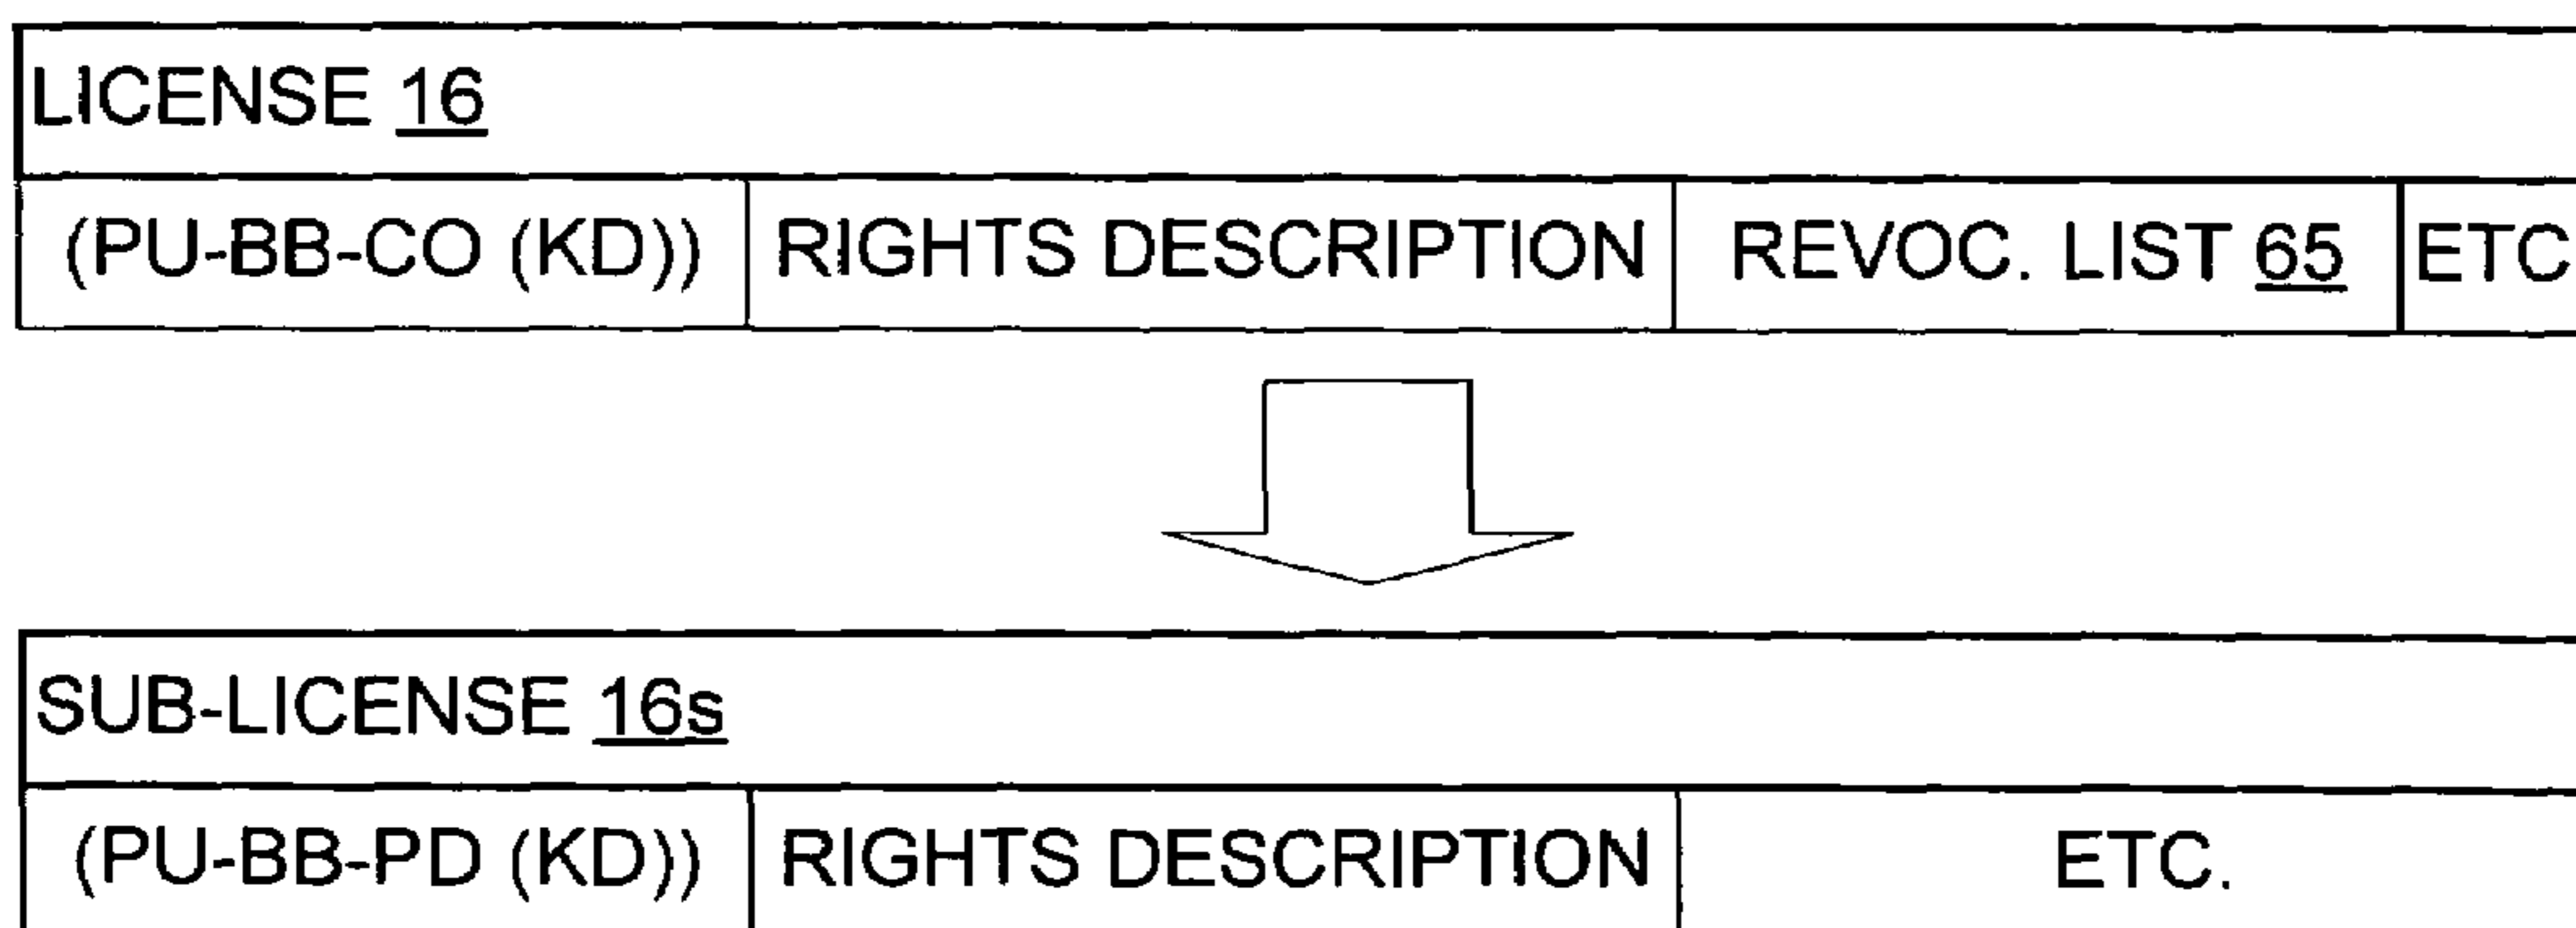 LICENSE 16
(PU-BB-CO (KD)) RIGHTS DESCRIPTION REVOC. LIST 65 ETC
SUB-LICENSE 16s
(PU-BB-PD (KD)) RIGHTS DESCRIPTION ETC.